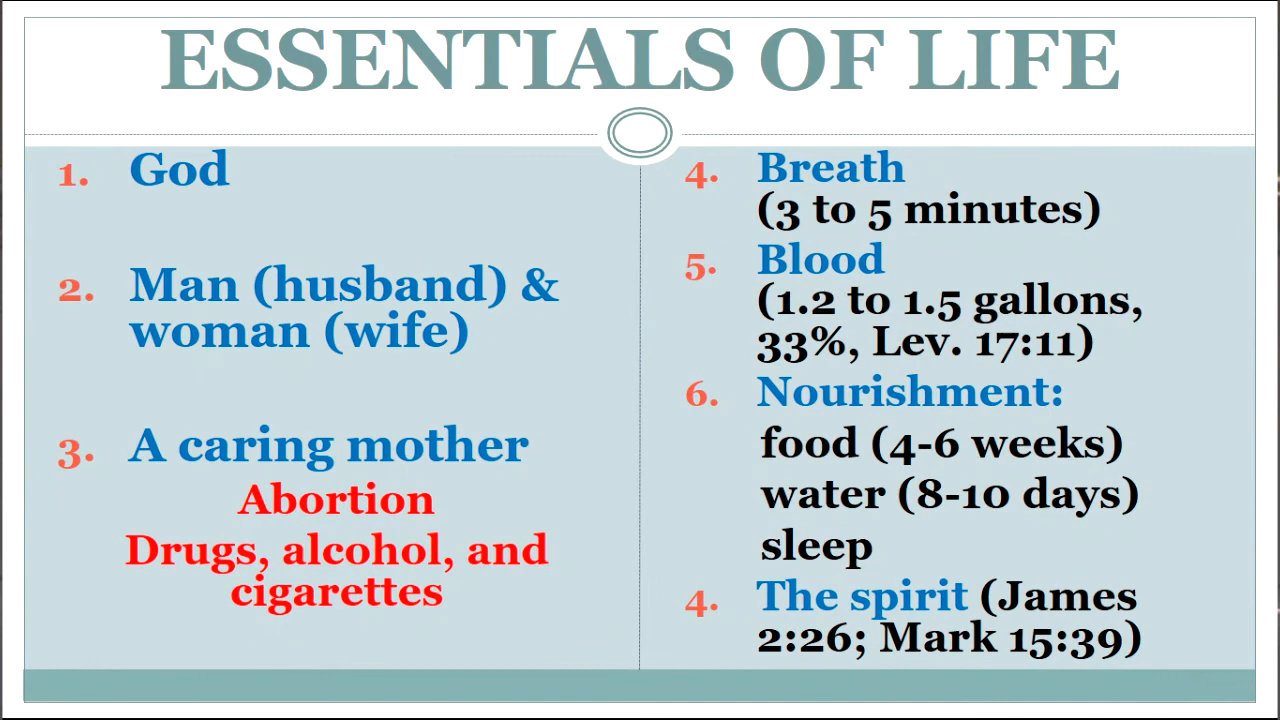 ESSENTIALS OF LIFE
1. God
2. Man (husband) &
woman (wife)
3. A caring mother
Abortion
Drugs, alcohol, and
cigarettes
4. Breath
(3 to 5 minutes)
5. Blood
(1.2 to 1.5 gallons,
33%, Lev. 17:11)
6. Nourishment:
food (4-6 weeks)
water (8-10 days)
sleep
4. The spirit (James
2:26; Mark 15:39)